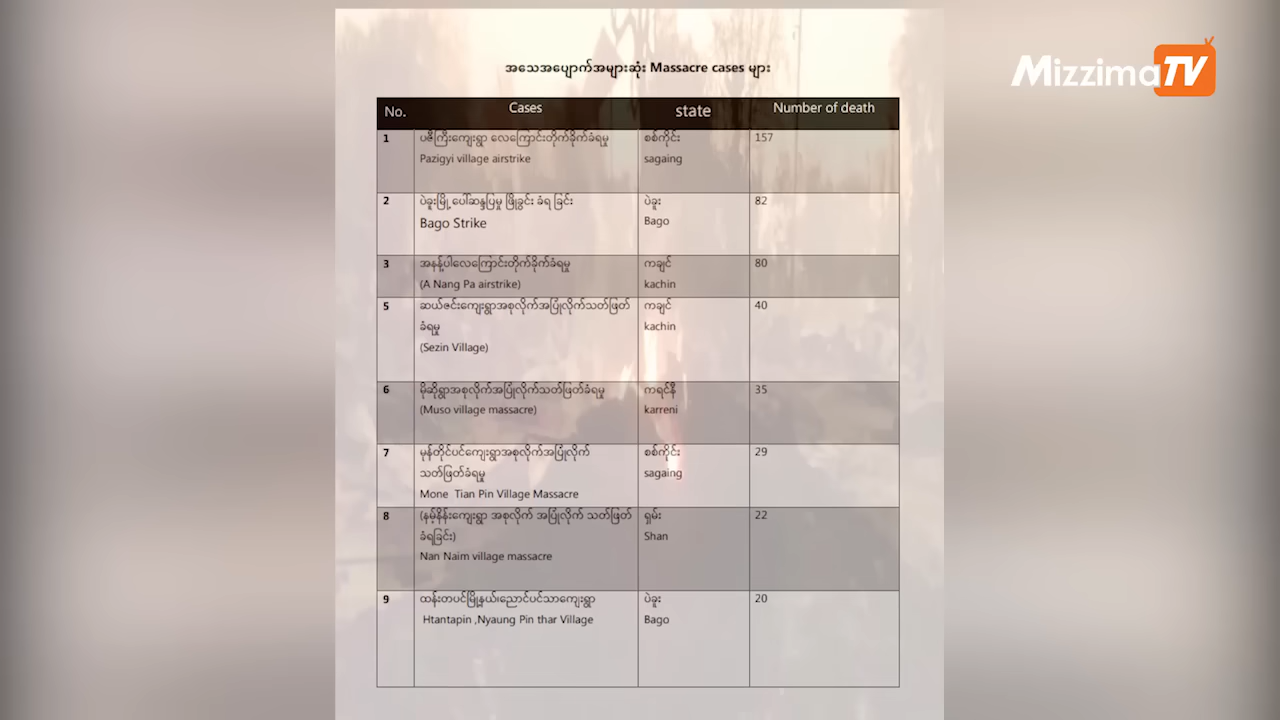 MizzimaTV
အသေအပျောက်အများဆုံး Massacre cases များ
No. Cases state Number of death
1 ပဇီကြီးကျေးရွာ လေကြောင်းတိုက်ခိုက်ခံရမှု စစ်ကိုင်း 157
Pazigyi village airstrike sagaing
2 ပဲခူးမြို့ ပေါ်ဆန္ဒပြမှု ဖြိုခွင်း ခံရ ခြင်း ပဲခူး 82
Bago Strike Bago
3 အနန့်ပါလေကြောင်းတိုက်ခိုက်ခံရမှု ကချင် 80
(A Nang Pa airstrike) kachin
5 ဆယ်ဇင်းကျေးရွာအစုလိုက်အပြုံလိုက်သတ်ဖြတ် ကချင် 40
ခံရမှု kachin
(Sezin Village)
6 မိုဆိုရွာအစုလိုက်အပြုံလိုက်သတ်ဖြတ်ခံရမှု ကရင်နီ 35
(Muso village massacre) karreni
7 မုန်တိုင်ပင်ကျေးရွာအစုလိုက်အပြုံလိုက် စစ်ကိုင်း 29
သတ်ဖြတ်ခံရမှု sagaing
Mone Tian Pin Village Massacre
8 (နမ့်နိန်းကျေးရွာ အစုလိုက် အပြုံလိုက် သတ်ဖြတ် ရှမ်း 22
ခံရခြင်း) Shan
Nan Naim village massacre
9 ထန်းတပင်မြို့နယ်၊ညောင်ပင်သာကျေးရွာ ပဲခူး 20
Htantapin ,Nyaung Pin thar Village Bago